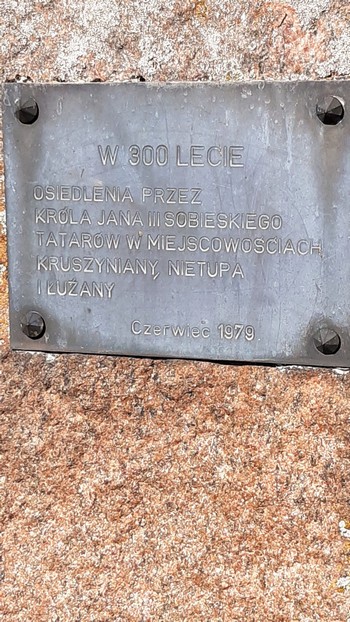 W 300 LECIE
OSIEDLENIA PRZEZ
KRÓLA JANA III SOBIESKIEGO
TATARÓW W MIEJSCOWOŚCIACH
KRUSZYNIANY, NIETUPA
I ŁUŻANY
Czerwiec 1979